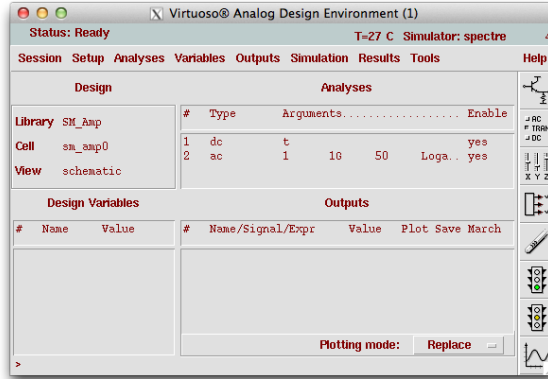 Virtuoso® Analog Design Environment (1)
Status: Ready T=27 C Simulator: spectre 4
Session Setup Analyses Variables Outputs Simulation Results Tools Help
Design
Library SM_Amp
Cell sm_amp0
View schematic
Analyses
# Type Arguments................... Enable
1 dc t yes
2 ac 1 1G 50 Loga.. yes
Design Variables
# Name Value
Outputs
# Name/Signal/Expr Value Plot Save March
Plotting mode: Replace
>
AC
TRAN
DC
X Y Z